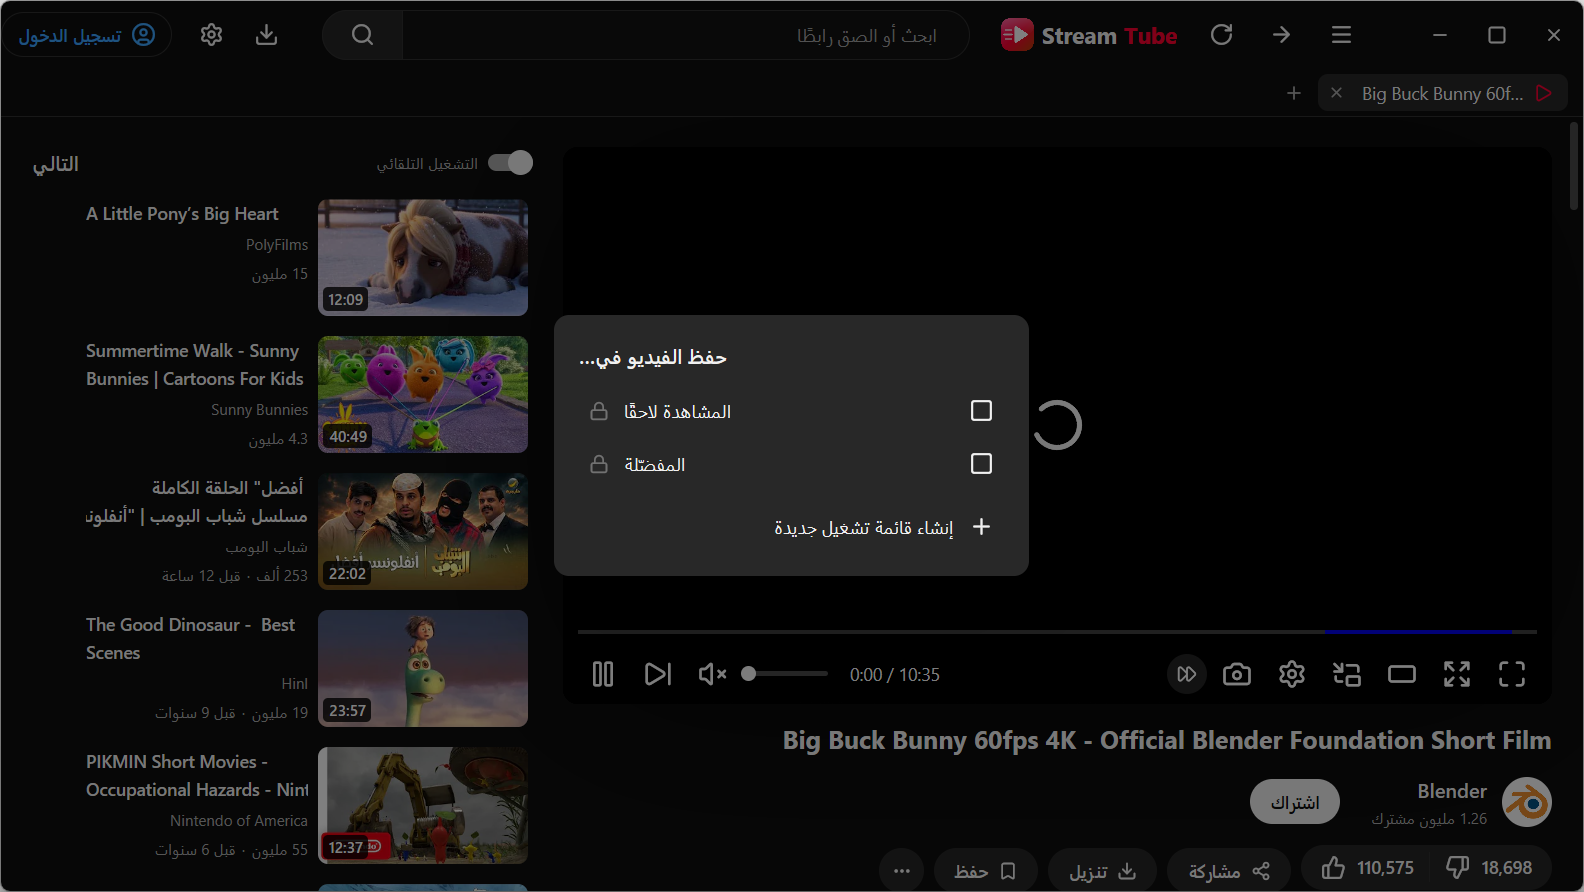 تسجيل الدخول
ابحث أو الصق رابطًا
Stream Tube
Big Buck Bunny 60f...
التالي
التشغيل التلقائي
A Little Pony’s Big Heart
PolyFilms
15 مليون
12:09
Summertime Walk - Sunny
Bunnies | Cartoons For Kids
Sunny Bunnies
4.3 مليون
40:49
أفضل" الحلقة الكاملة
مسلسل شباب البومب | "أنفلونس
شباب البومب
253 ألف · قبل 12 ساعة
شباب البومب
22:02
The Good Dinosaur - Best
Scenes
Hinl
19 مليون · قبل 9 سنوات
23:57
PIKMIN Short Movies -
Occupational Hazards - Nint
Nintendo of America
55 مليون · قبل 6 سنوات
12:37
حفظ الفيديو في...
المشاهدة لاحقًا
المفضّلة
إنشاء قائمة تشغيل جديدة
0:00 / 10:35
Big Buck Bunny 60fps 4K - Official Blender Foundation Short Film
Blender
1.26 مليون مشترك
اشتراك
110,575
18,698
مشاركة
تنزيل
حفظ